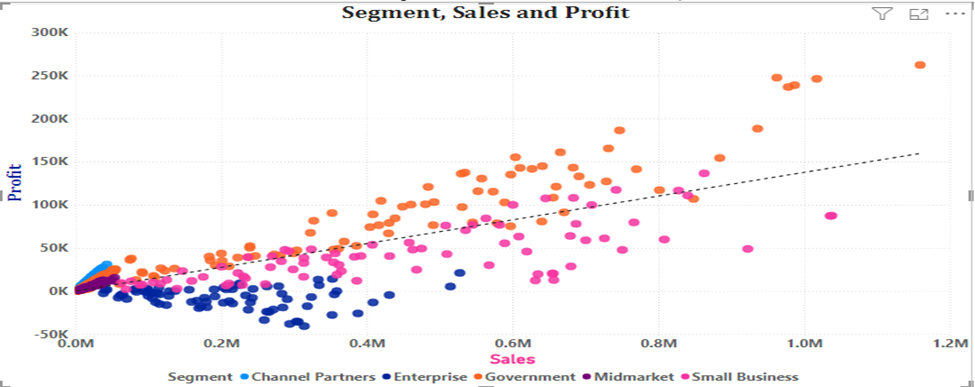 Segment, Sales and Profit
300K
250K
200K
150K
100K
50K
0K
-50K
Profit
0.0M 0.2M 0.4M 0.6M 0.8M 1.0M 1.2M
Sales
Segment Channel Partners Enterprise Government Midmarket Small Business